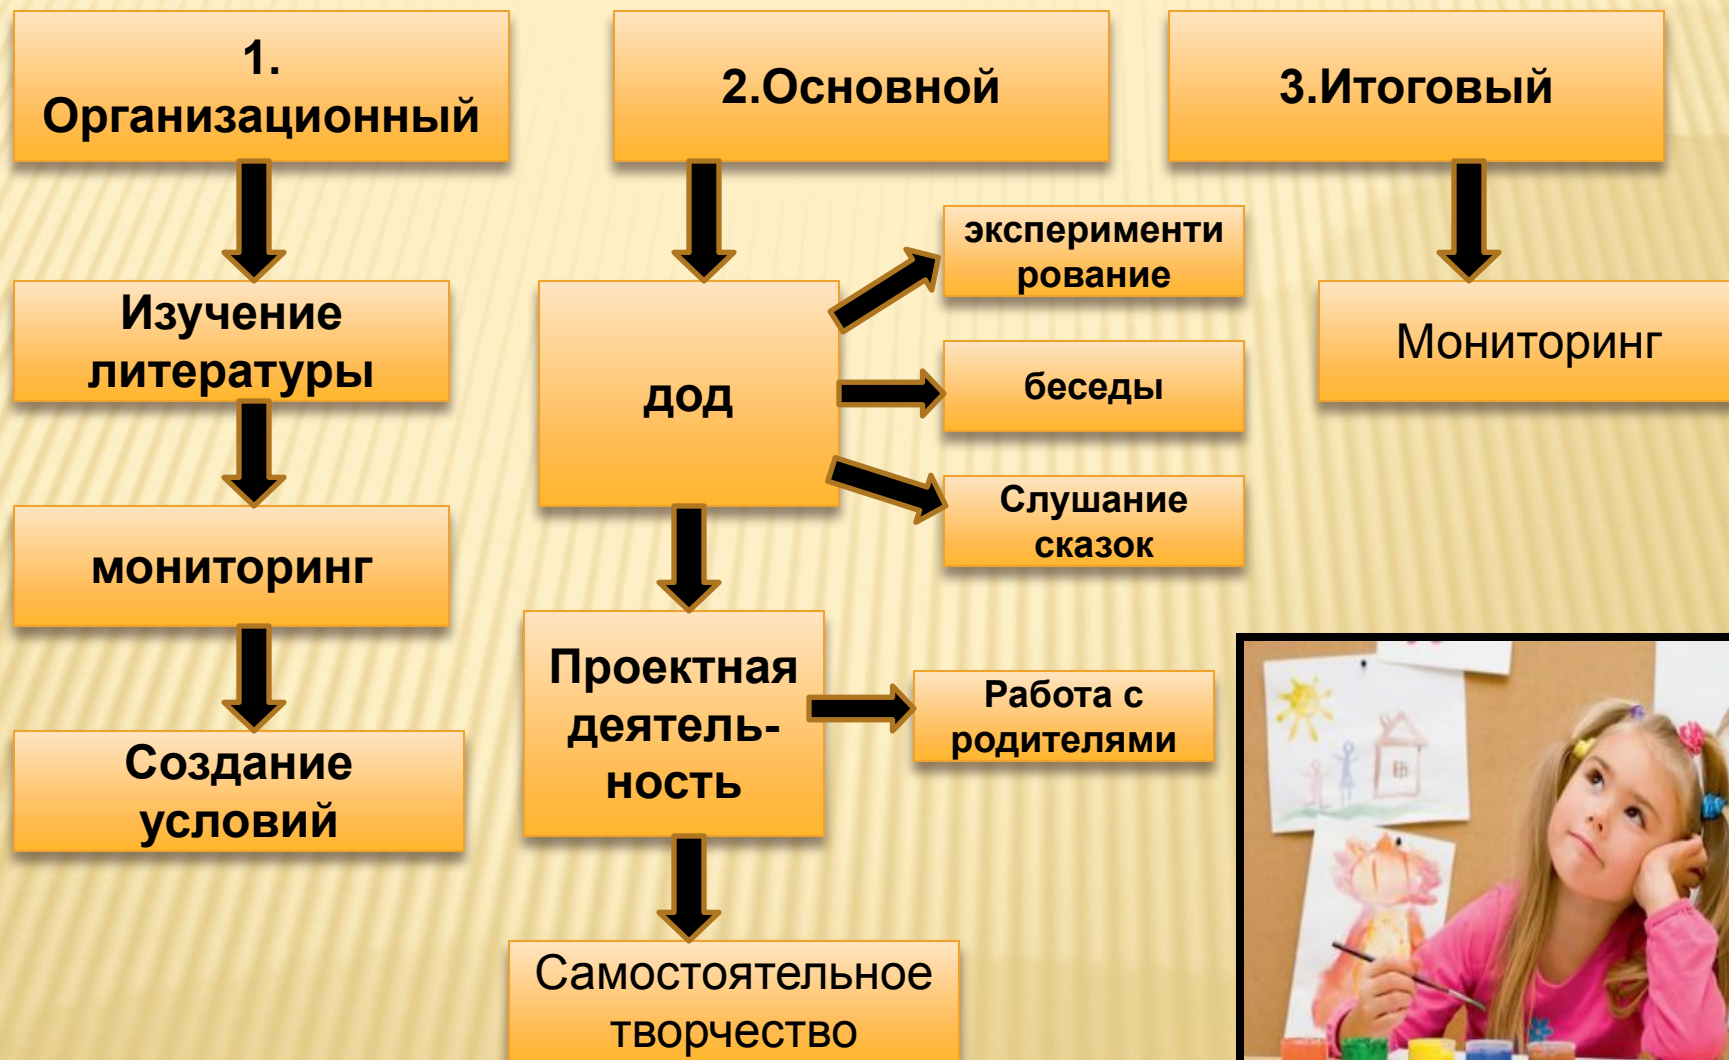 1.
Организационный
Изучение
литературы
мониторинг
Создание
условий
2.Основной
дод
эксперименти
рование
беседы
Слушание
сказок
Проектная
деятель-
ность
Работа с
родителями
Самостоятельное
творчество
3.Итоговый
Мониторинг